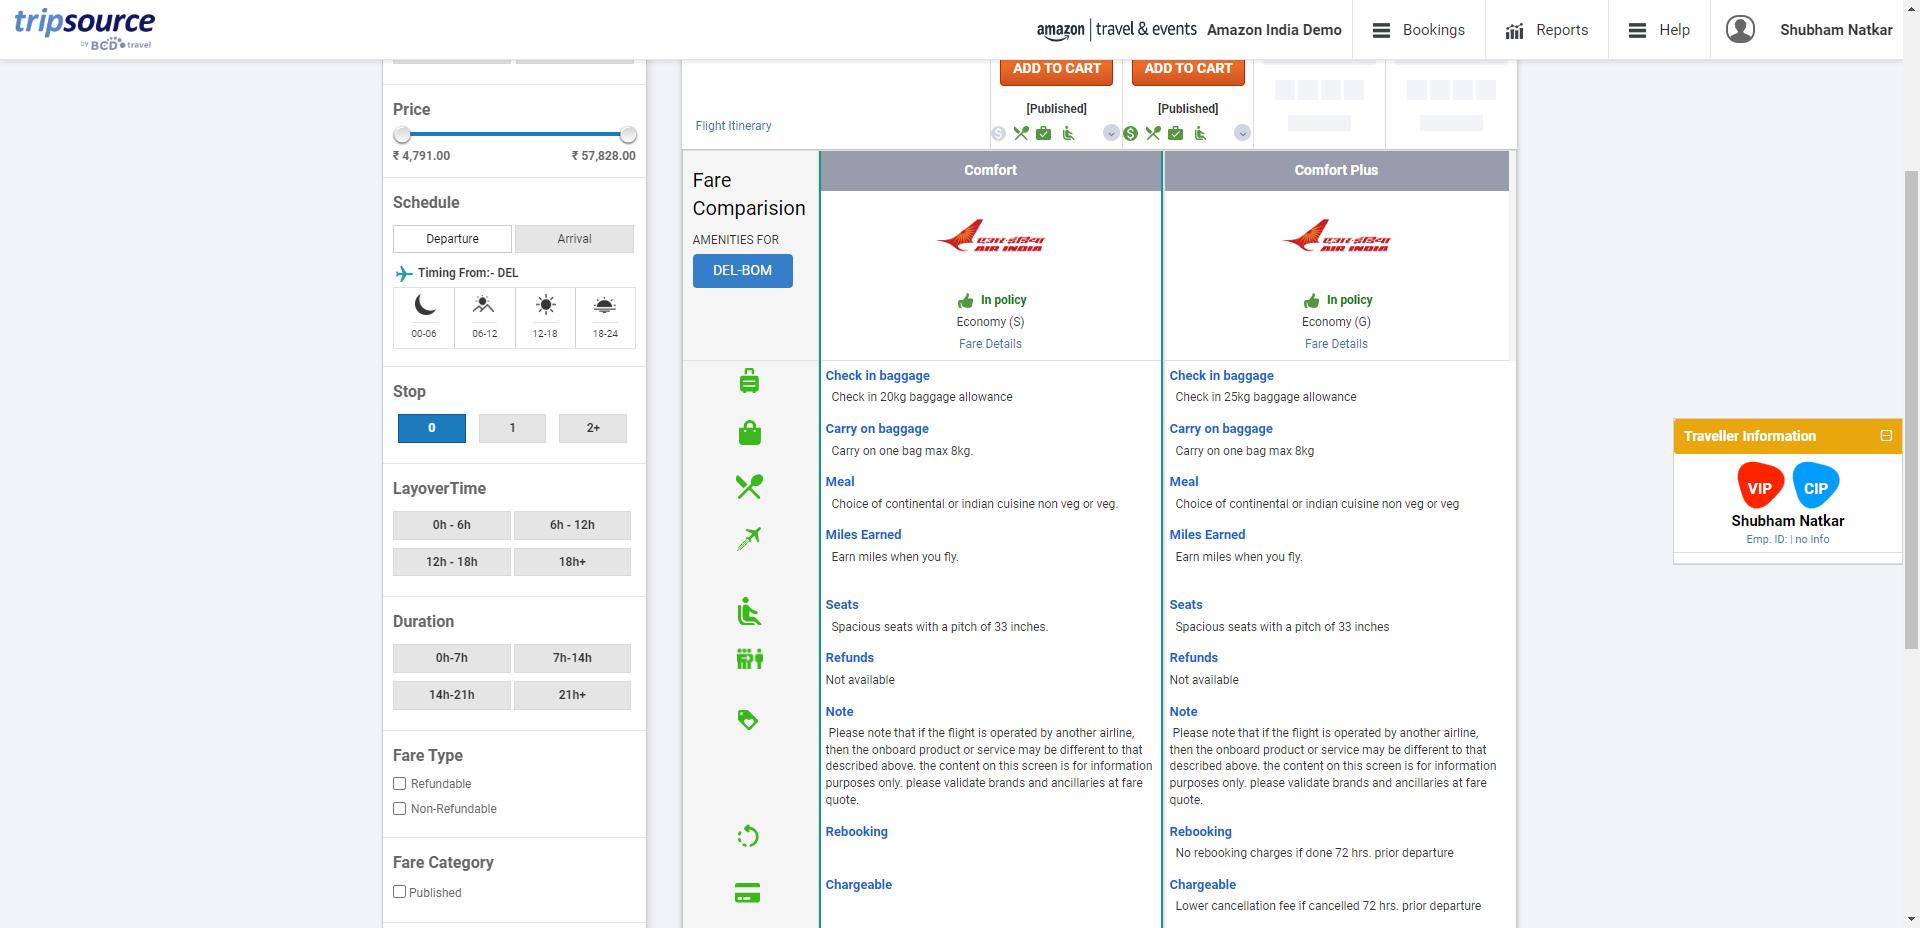 tripsource
by BCD travel
amazon | travel & events Amazon India Demo
Bookings
Reports
Help
Shubham Natkar
ADD TO CART
ADD TO CART
[Published]
[Published]
Flight Itinerary
Price
₹ 4,791.00
₹ 57,828.00
Schedule
Departure
Arrival
Timing From:- DEL
00-06
06-12
12-18
18-24
Stop
0
1
2+
LayoverTime
0h - 6h
6h - 12h
12h - 18h
18h+
Duration
0h-7h
7h-14h
14h-21h
21h+
Fare Type
Refundable
Non-Refundable
Fare Category
Published
Fare
Comparision
AMENITIES FOR
DEL-BOM
Comfort
एअर इंडिया
AIR INDIA
In policy
Economy (S)
Fare Details
Check in baggage
Check in 20kg baggage allowance
Carry on baggage
Carry on one bag max 8kg.
Meal
Choice of continental or indian cuisine non veg or veg.
Miles Earned
Earn miles when you fly.
Seats
Spacious seats with a pitch of 33 inches.
Refunds
Not available
Note
Please note that if the flight is operated by another airline,
then the onboard product or service may be different to that
described above. the content on this screen is for information
purposes only. please validate brands and ancillaries at fare
quote.
Rebooking
Chargeable
Comfort Plus
एअर इंडिया
AIR INDIA
In policy
Economy (G)
Fare Details
Check in baggage
Check in 25kg baggage allowance
Carry on baggage
Carry on one bag max 8kg
Meal
Choice of continental or indian cuisine non veg or veg
Miles Earned
Earn miles when you fly.
Seats
Spacious seats with a pitch of 33 inches
Refunds
Not available
Note
Please note that if the flight is operated by another airline,
then the onboard product or service may be different to that
described above. the content on this screen is for information
purposes only. please validate brands and ancillaries at fare
quote.
Rebooking
No rebooking charges if done 72 hrs. prior departure
Chargeable
Lower cancellation fee if cancelled 72 hrs. prior departure
Traveller Information
VIP
CIP
Shubham Natkar
Emp. ID: | no Info